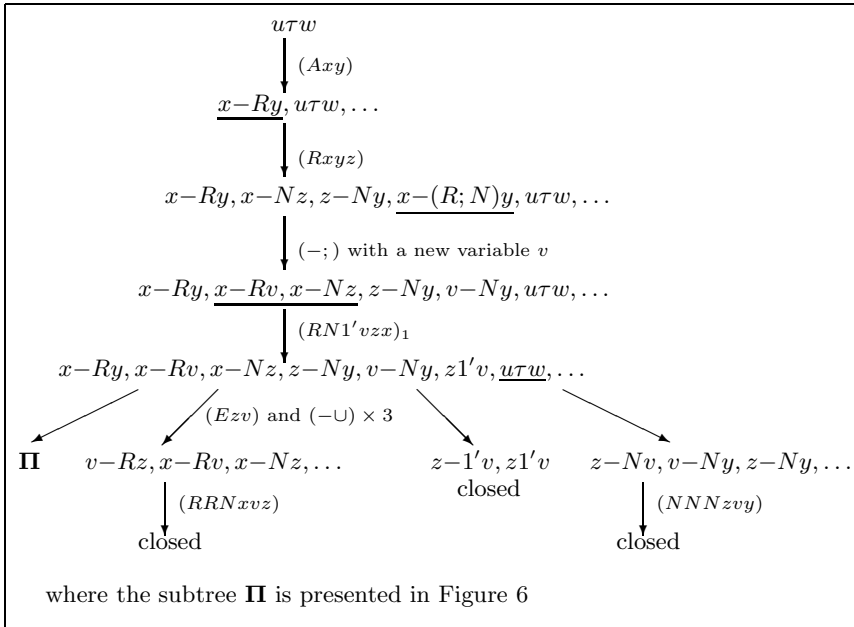 uτw
(Axy)
x−Ry, uτw, . . .
(Rxyz)
x−Ry, x−Nz, z−Ny, x−(R; N)y, uτw, . . .
(−; ) with a new variable v
x−Ry, x−Rv, x−Nz, z−Ny, v−Ny, uτw, . . .
(RN1′vzx)₁
x−Ry, x−Rv, x−Nz, z−Ny, v−Ny, z1′v, uτw, . . .
(Ezv) and (−∪) × 3
Π v−Rz, x−Rv, x−Nz, . . . z−1′v, z1′v z−Nv, v−Ny, z−Ny, . . .
closed
(RRNxvz) (NNNzvy)
closed closed
where the subtree Π is presented in Figure 6